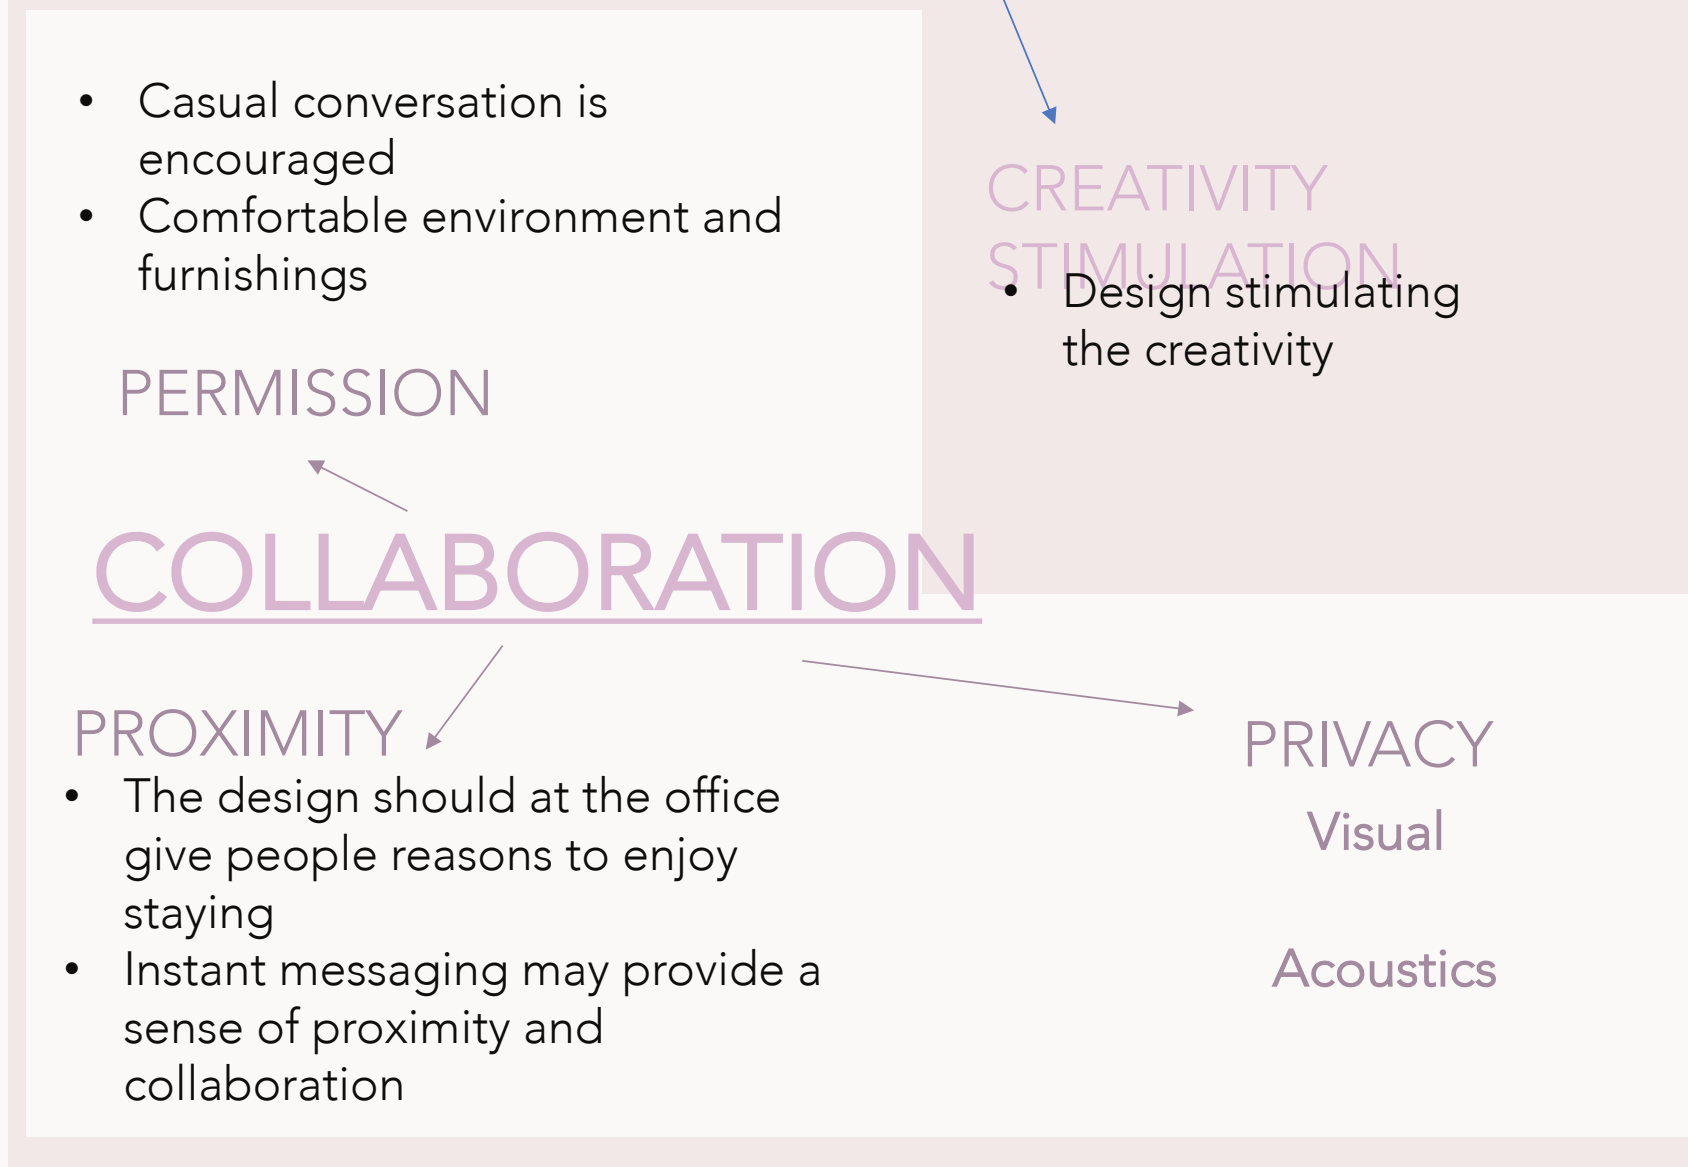 • Casual conversation is
encouraged
• Comfortable environment and
furnishings
PERMISSION
CREATIVITY
STIMULATION
• Design stimulating
the creativity
COLLABORATION
PROXIMITY
• The design should at the office
give people reasons to enjoy
staying
• Instant messaging may provide a
sense of proximity and
collaboration
PRIVACY
Visual
Acoustics